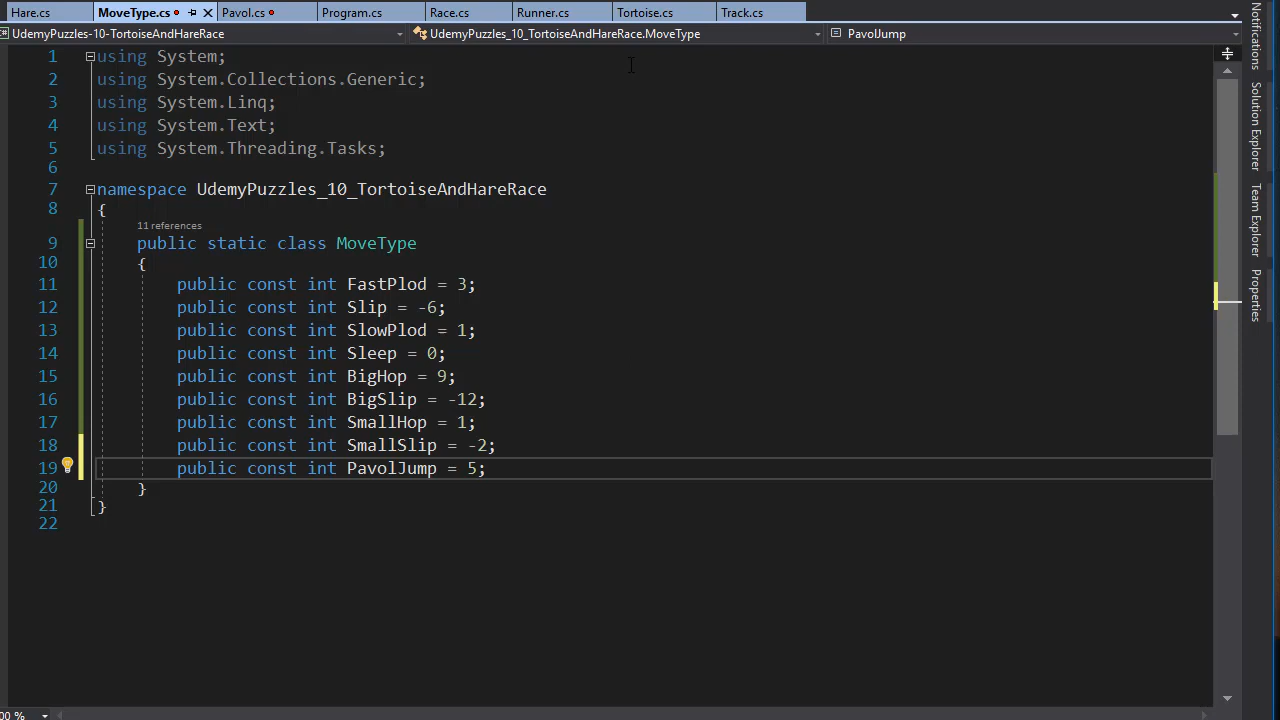 Hare.cs MoveType.cs Pavol.cs Program.cs Race.cs Runner.cs Tortoise.cs Track.cs
UdemyPuzzles-10-TortoiseAndHareRace UdemyPuzzles_10_TortoiseAndHareRace.MoveType PavolJump
1 using System;
2 using System.Collections.Generic;
3 using System.Linq;
4 using System.Text;
5 using System.Threading.Tasks;
6
7 namespace UdemyPuzzles_10_TortoiseAndHareRace
8 {
11 references
9 public static class MoveType
10 {
11 public const int FastPlod = 3;
12 public const int Slip = -6;
13 public const int SlowPlod = 1;
14 public const int Sleep = 0;
15 public const int BigHop = 9;
16 public const int BigSlip = -12;
17 public const int SmallHop = 1;
18 public const int SmallSlip = -2;
19 public const int PavolJump = 5;
20 }
21 }
22
00 %
Notifications
Solution Explorer
Team Explorer
Properties